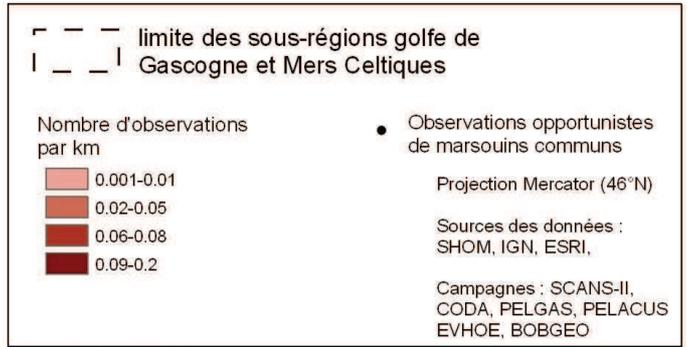 limite des sous-régions golfe de
Gascogne et Mers Celtiques
Nombre d'observations
par km
0.001-0.01
0.02-0.05
0.06-0.08
0.09-0.2
Observations opportunistes
de marsouins communs
Projection Mercator (46°N)
Sources des données :
SHOM, IGN, ESRI,
Campagnes : SCANS-II,
CODA, PELGAS, PELACUS
EVHOE, BOBGEO